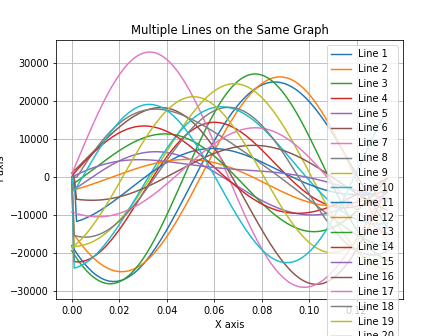 Multiple Lines on the Same Graph
30000
20000
10000
0
−10000
−20000
−30000
0.00
0.02
0.04
0.06
0.08
0.10
X axis
Line 1
Line 2
Line 3
Line 4
Line 5
Line 6
Line 7
Line 8
Line 9
Line 10
Line 11
Line 12
Line 13
Line 14
Line 15
Line 16
Line 17
Line 18
Line 19
Line 20